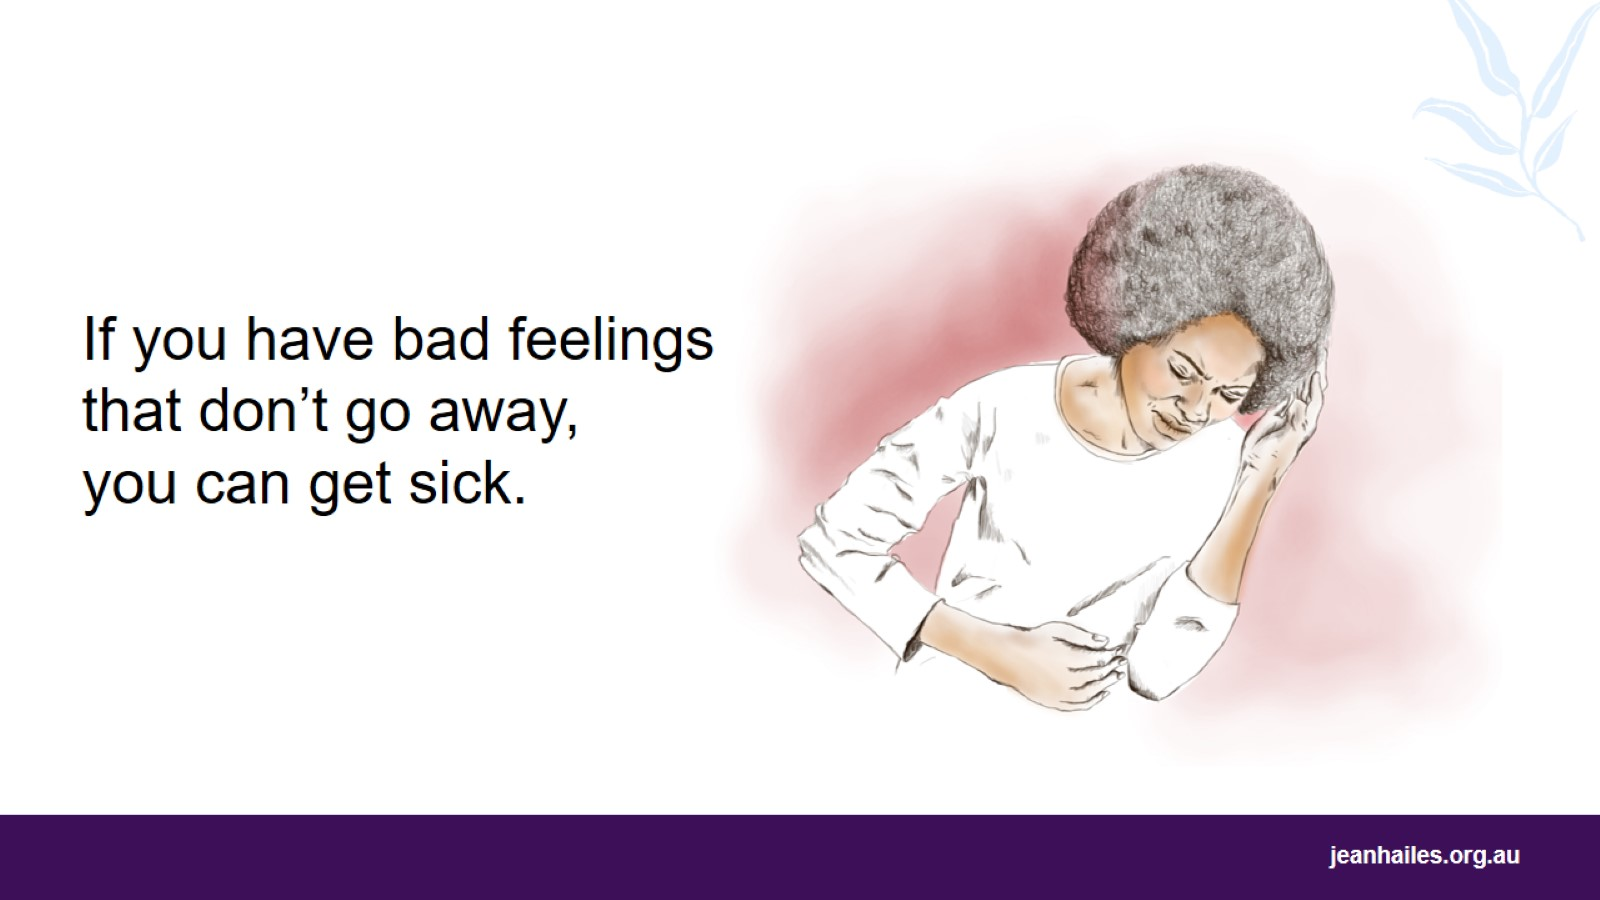 If you have bad feelings
that don’t go away,
you can get sick.
jeanhailes.org.au